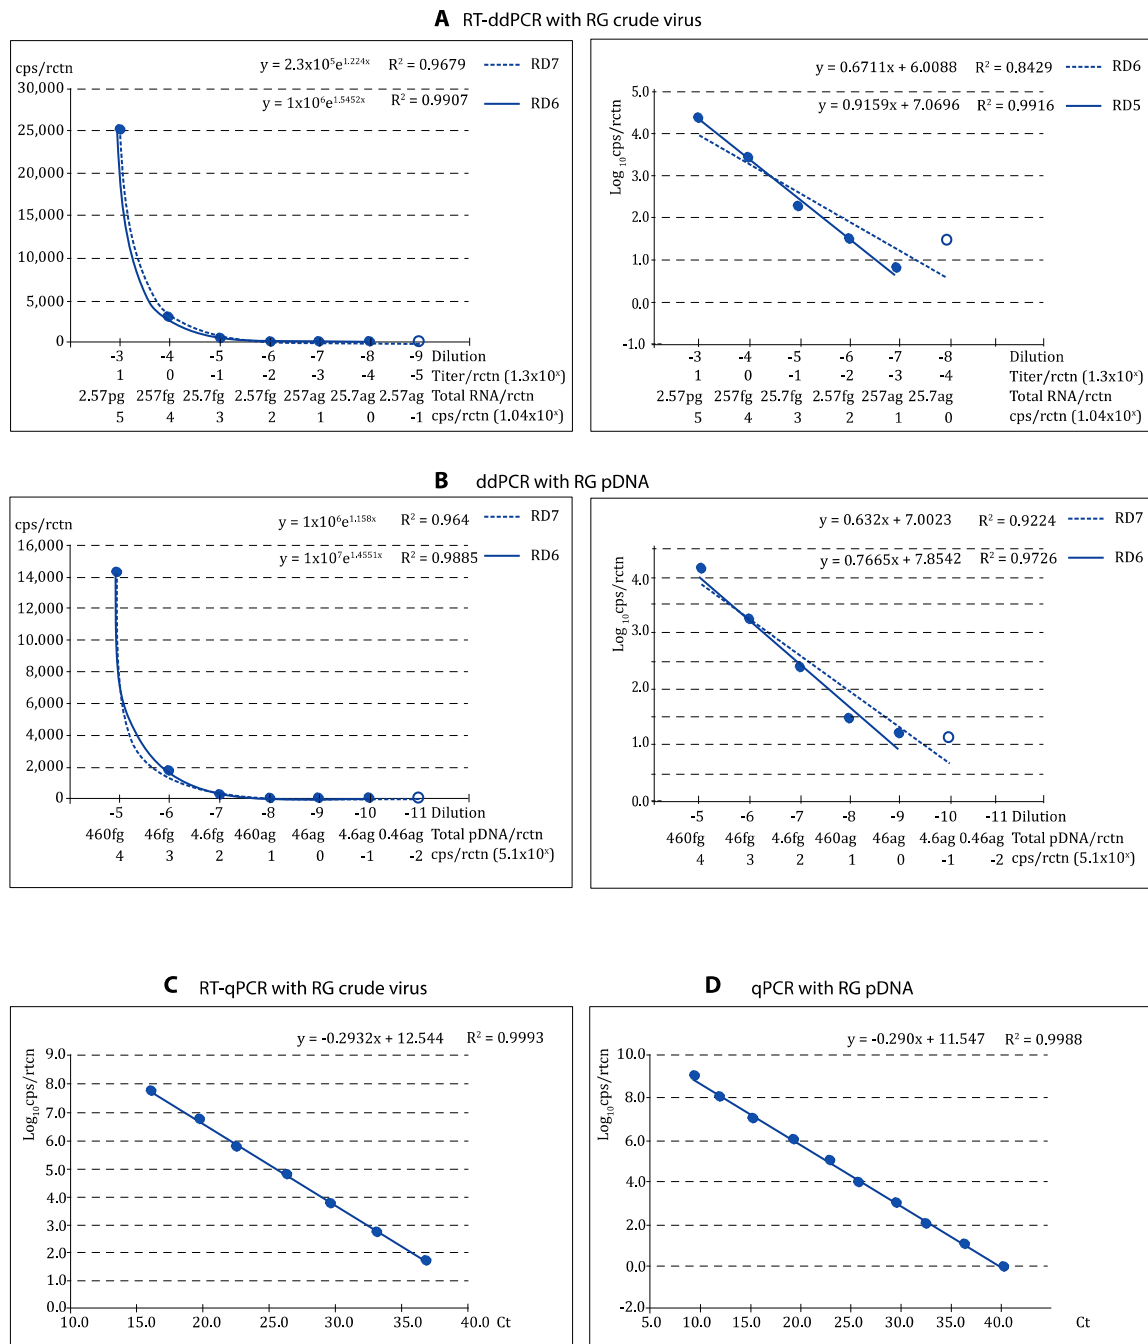 A RT-ddPCR with RG crude virus
cps/rctn
y = 2.3x10⁵e¹·²²⁴ˣ R² = 0.9679 RD7
y = 1x10⁶e¹·⁵⁴⁵²ˣ R² = 0.9907 RD6
30,000
25,000
20,000
15,000
10,000
5,000
0
-3 -4 -5 -6 -7 -8 -9 Dilution
1 0 -1 -2 -3 -4 -5 Titer/rctn (1.3x10ˣ)
2.57pg 257fg 25.7fg 2.57fg 257ag 25.7ag 2.57ag Total RNA/rctn
5 4 3 2 1 0 -1 cps/rctn (1.04x10ˣ)
y = 0.6711x + 6.0088 R² = 0.8429 RD6
y = 0.9159x + 7.0696 R² = 0.9916 RD5
Log₁₀cps/rctn
5.0
4.0
3.0
2.0
1.0
0.0
-1.0
-3 -4 -5 -6 -7 -8 Dilution
1 0 -1 -2 -3 -4 Titer/rctn (1.3x10ˣ)
2.57pg 257fg 25.7fg 2.57fg 257ag 25.7ag Total RNA/rctn
5 4 3 2 1 0 cps/rctn (1.04x10ˣ)
B ddPCR with RG pDNA
cps/rctn
y = 1x10⁶e¹·¹⁵⁸ˣ R² = 0.964 RD7
y = 1x10⁷e¹·⁴⁵⁵¹ˣ R² = 0.9885 RD6
16,000
14,000
12,000
10.000
8,000
6,000
4,000
2,000
0
-5 -6 -7 -8 -9 -10 -11 Dilution
460fg 46fg 4.6fg 460ag 46ag 4.6ag 0.46ag Total pDNA/rctn
4 3 2 1 0 -1 -2 cps/rctn (5.1x10ˣ)
y = 0.632x + 7.0023 R² = 0.9224 RD7
y = 0.7665x + 7.8542 R² = 0.9726 RD6
Log₁₀cps/rctn
4.0
3.0
2.0
1.0
0.0
-5 -6 -7 -8 -9 -10 -11 Dilution
460fg 46fg 4.6fg 460ag 46ag 4.6ag 0.46ag Total pDNA/rctn
4 3 2 1 0 -1 -2 cps/rctn (5.1x10ˣ)
C RT-qPCR with RG crude virus
y = -0.2932x + 12.544 R² = 0.9993
Log₁₀cps/rtcn
9.0
8.0
7.0
6.0
5.0
4.0
3.0
2.0
1.0
0.0
10.0 15.0 20.0 25.0 30.0 35.0 40.0 Ct
D qPCR with RG pDNA
y = -0.290x + 11.547 R² = 0.9988
Log₁₀cps/rtcn
10.0
8.0
6.0
4.0
2.0
0.0
-2.0
5.0 10.0 15.0 20.0 25.0 30.0 35.0 40.0 Ct